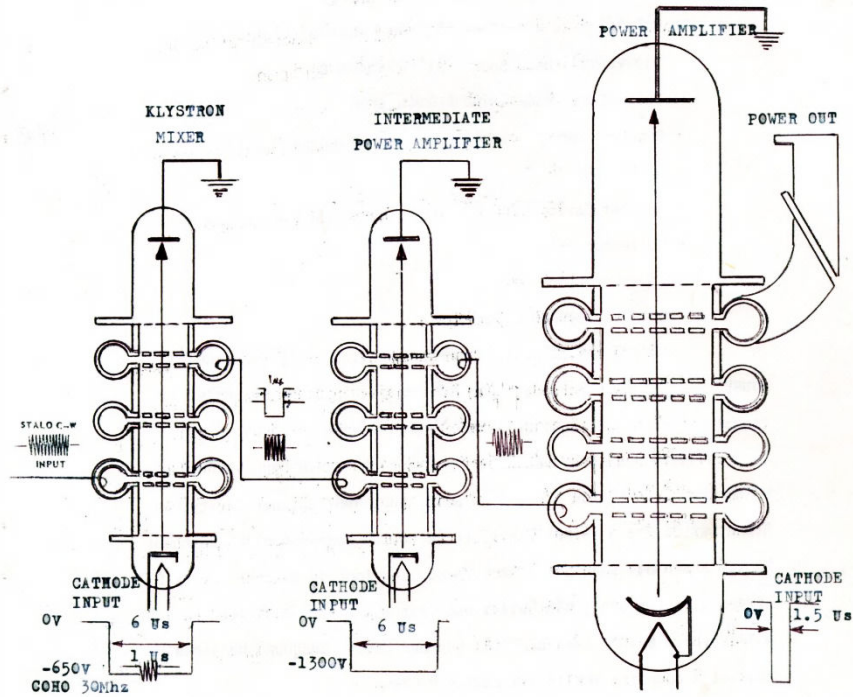 POWER AMPLIFIER
KLYSTRON
MIXER
INTERMEDIATE
POWER AMPLIFIER
POWER OUT
STALO C-W
INPUT
CATHODE
INPUT
0V
6 Us
1 Us
-650V
COHO 30Mhz
CATHODE
INPUT
0V
6 Us
-1300V
CATHODE
INPUT
0V
1.5 Us